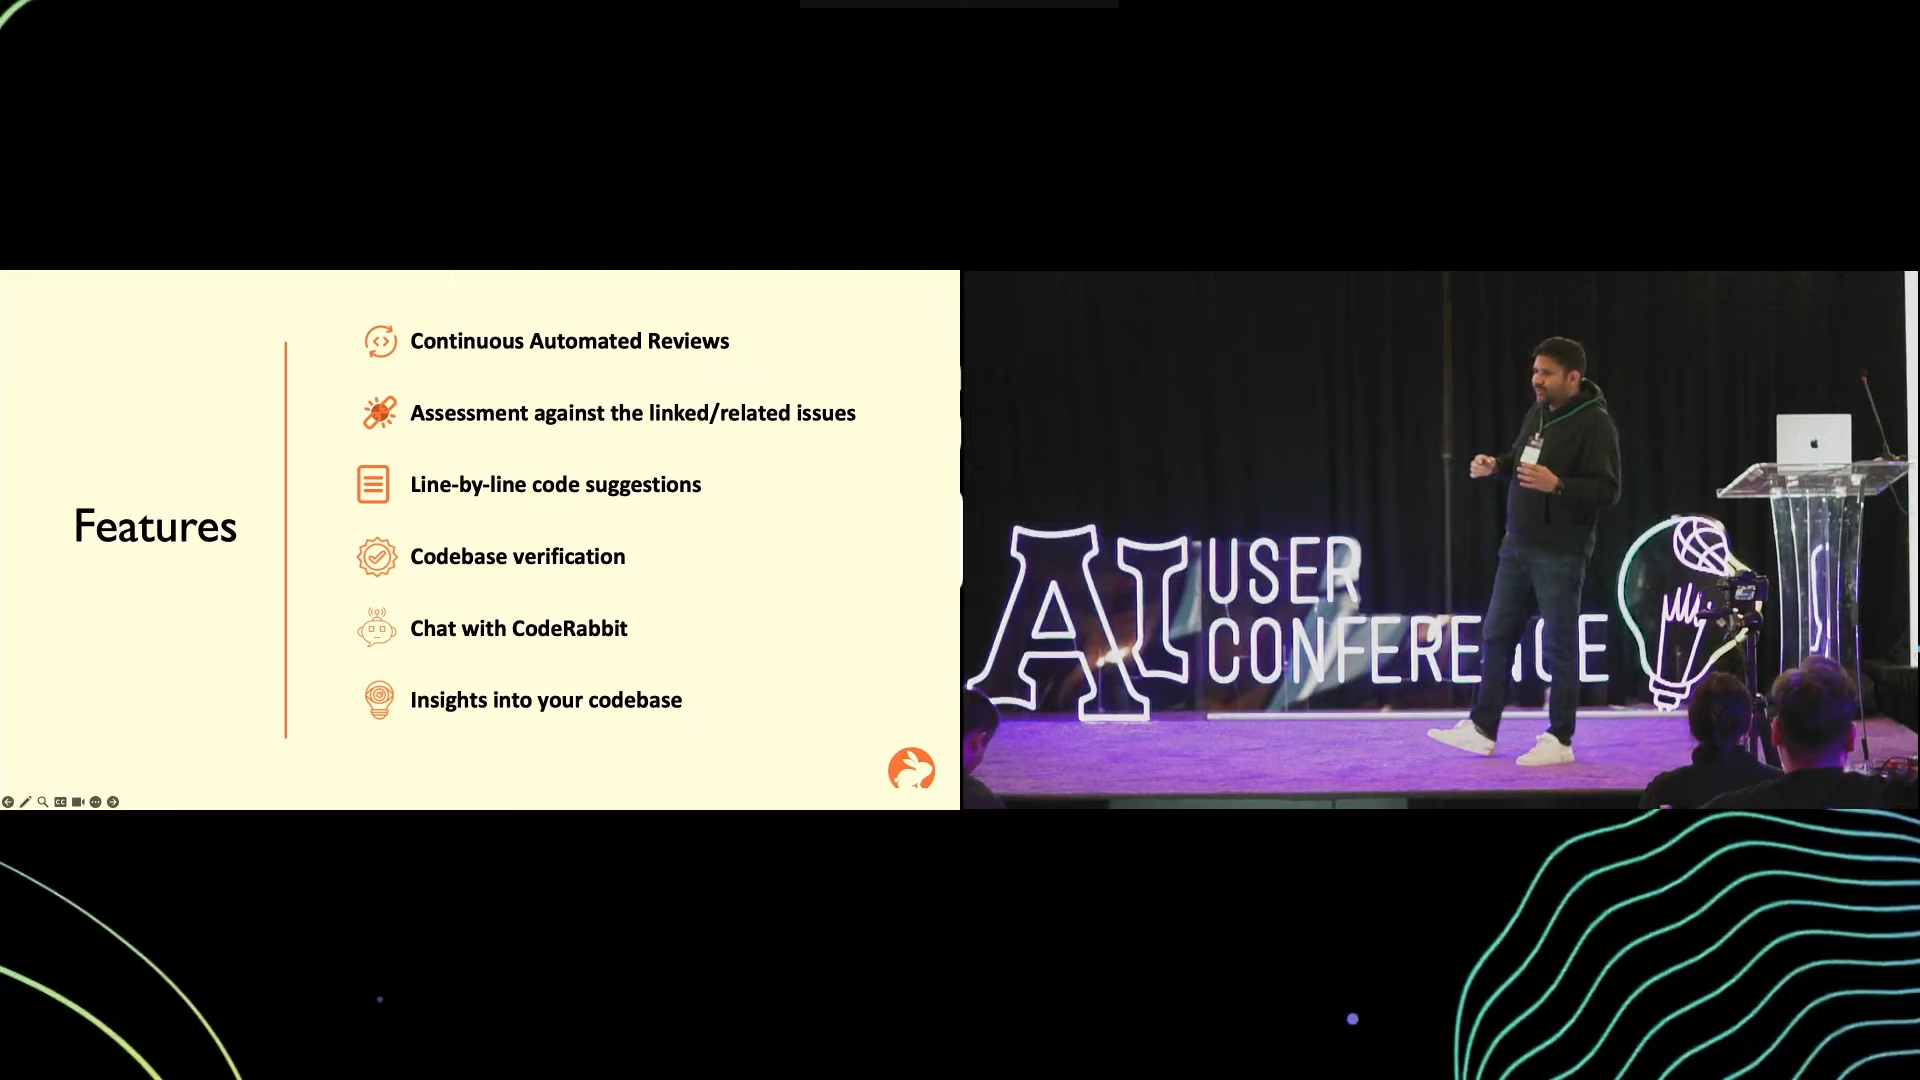 Features
Continuous Automated Reviews
Assessment against the linked/related issues
Line-by-line code suggestions
Codebase verification
Chat with CodeRabbit
Insights into your codebase
CC
AI
USER
CONFERENCE